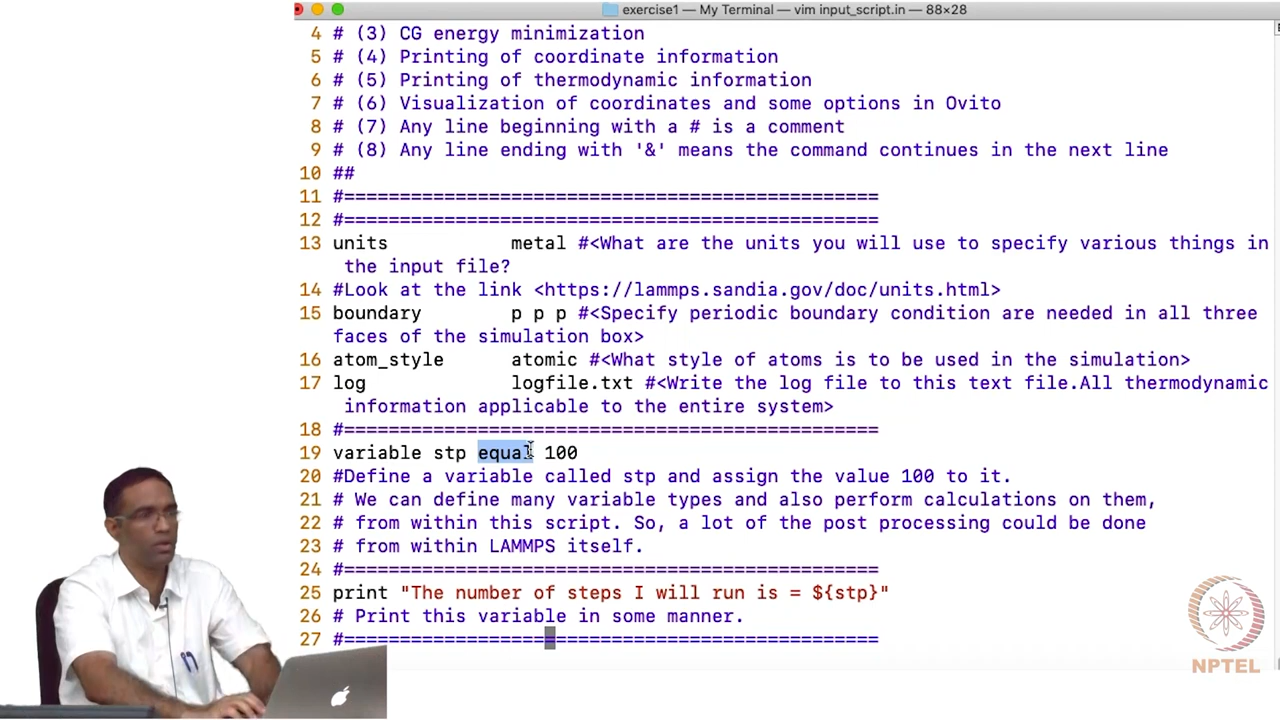 exercise1 — My Terminal — vim input_script.in — 88×28
4 # (3) CG energy minimization
5 # (4) Printing of coordinate information
6 # (5) Printing of thermodynamic information
7 # (6) Visualization of coordinates and some options in Ovito
8 # (7) Any line beginning with a # is a comment
9 # (8) Any line ending with '&' means the command continues in the next line
10 ##
11 #================================================
12 #================================================
13 units metal #<What are the units you will use to specify various things in
the input file?
14 #Look at the link <https://lammps.sandia.gov/doc/units.html>
15 boundary p p p #<Specify periodic boundary condition are needed in all three
faces of the simulation box>
16 atom_style atomic #<What style of atoms is to be used in the simulation>
17 log logfile.txt #<Write the log file to this text file.All thermodynamic
information applicable to the entire system>
18 #================================================
19 variable stp equal 100
20 #Define a variable called stp and assign the value 100 to it.
21 # We can define many variable types and also perform calculations on them,
22 # from within this script. So, a lot of the post processing could be done
23 # from within LAMMPS itself.
24 #================================================
25 print "The number of steps I will run is = ${stp}"
26 # Print this variable in some manner.
27 #================================================
NPTEL